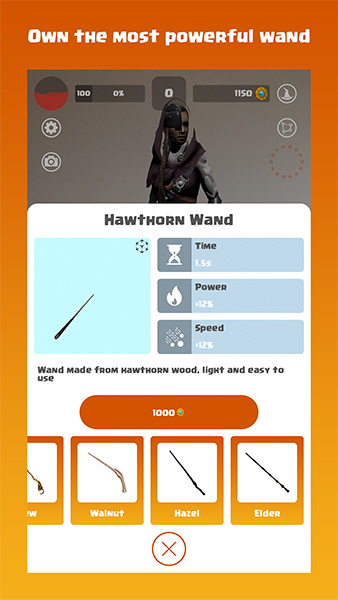 Own the most powerful wand
100
0%
0
1150
Hawthorn Wand
Time
1.5s
Power
+12%
Speed
+12%
Wand made from hawthorn wood, light and easy to
use
1000
ew
Walnut
Hazel
Elder